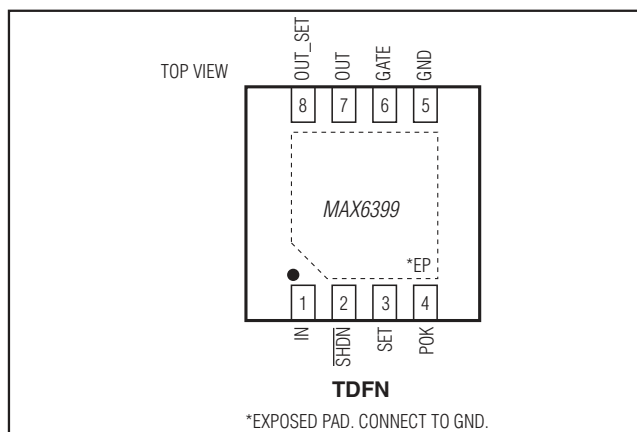 TOP VIEW
OUT_SET
OUT
GATE
GND
8
7
6
5
MAX6399
*EP
1
2
3
4
IN
SHDN
SET
POK
TDFN
*EXPOSED PAD. CONNECT TO GND.